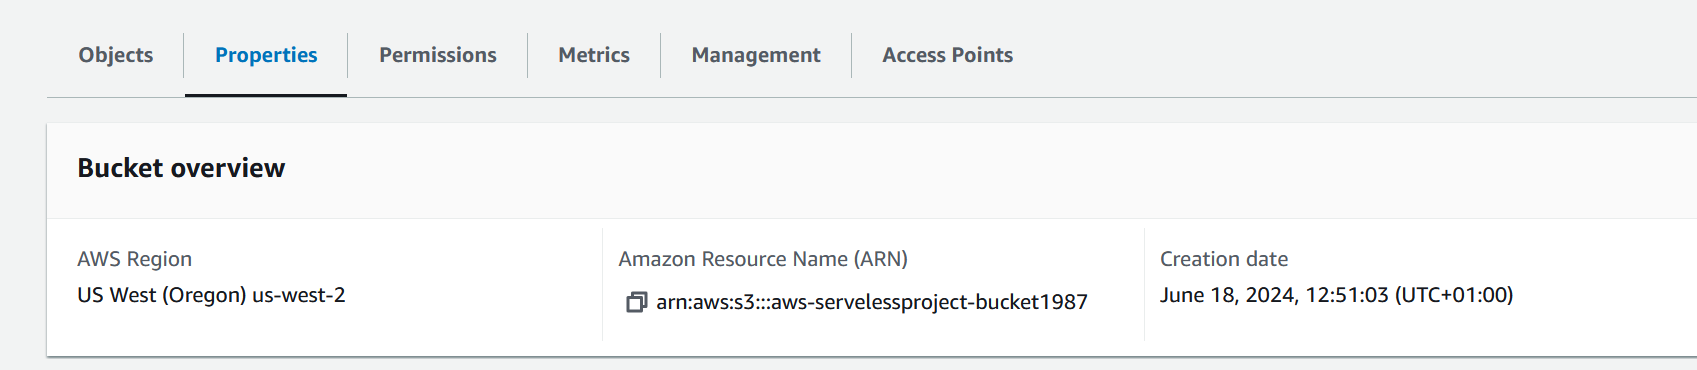 Objects Properties Permissions Metrics Management Access Points
Bucket overview
AWS Region
US West (Oregon) us-west-2
Amazon Resource Name (ARN)
arn:aws:s3:::aws-servelessproject-bucket1987
Creation date
June 18, 2024, 12:51:03 (UTC+01:00)